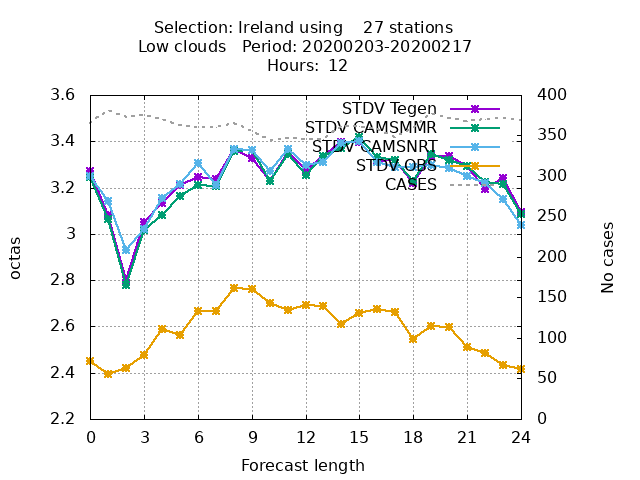 Selection: Ireland using    27 stations
Low clouds   Period: 20200203-20200217
Hours:  12
3.6
3.4
3.2
3
2.8
2.6
2.4
2.2
400
350
300
250
200
150
100
50
0
octas
No cases
STDV Tegen
STDV CAMSMMR
STDV CAMSNRT
STDV OBS
CASES
0 3 6 9 12 15 18 21 24
Forecast length